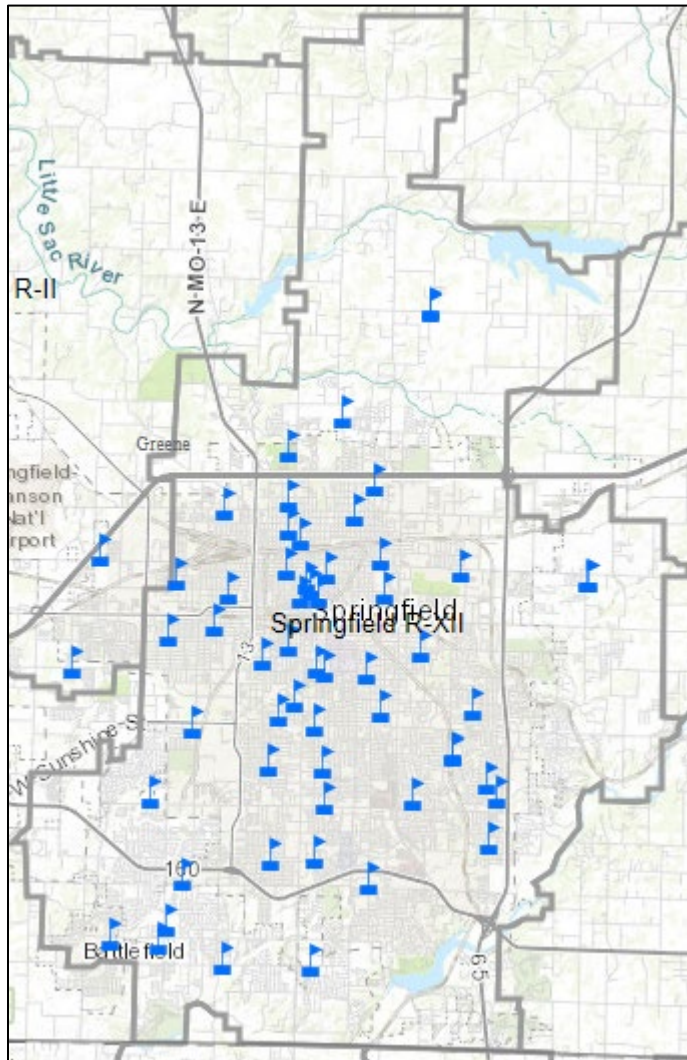 Little Sac River
N-MO-13-E
R-II
Greene
ngfield-
anson
Nat'l
rport
Springfield
Springfield R-XII
13
W Sunshine St
160
Battlefield
65